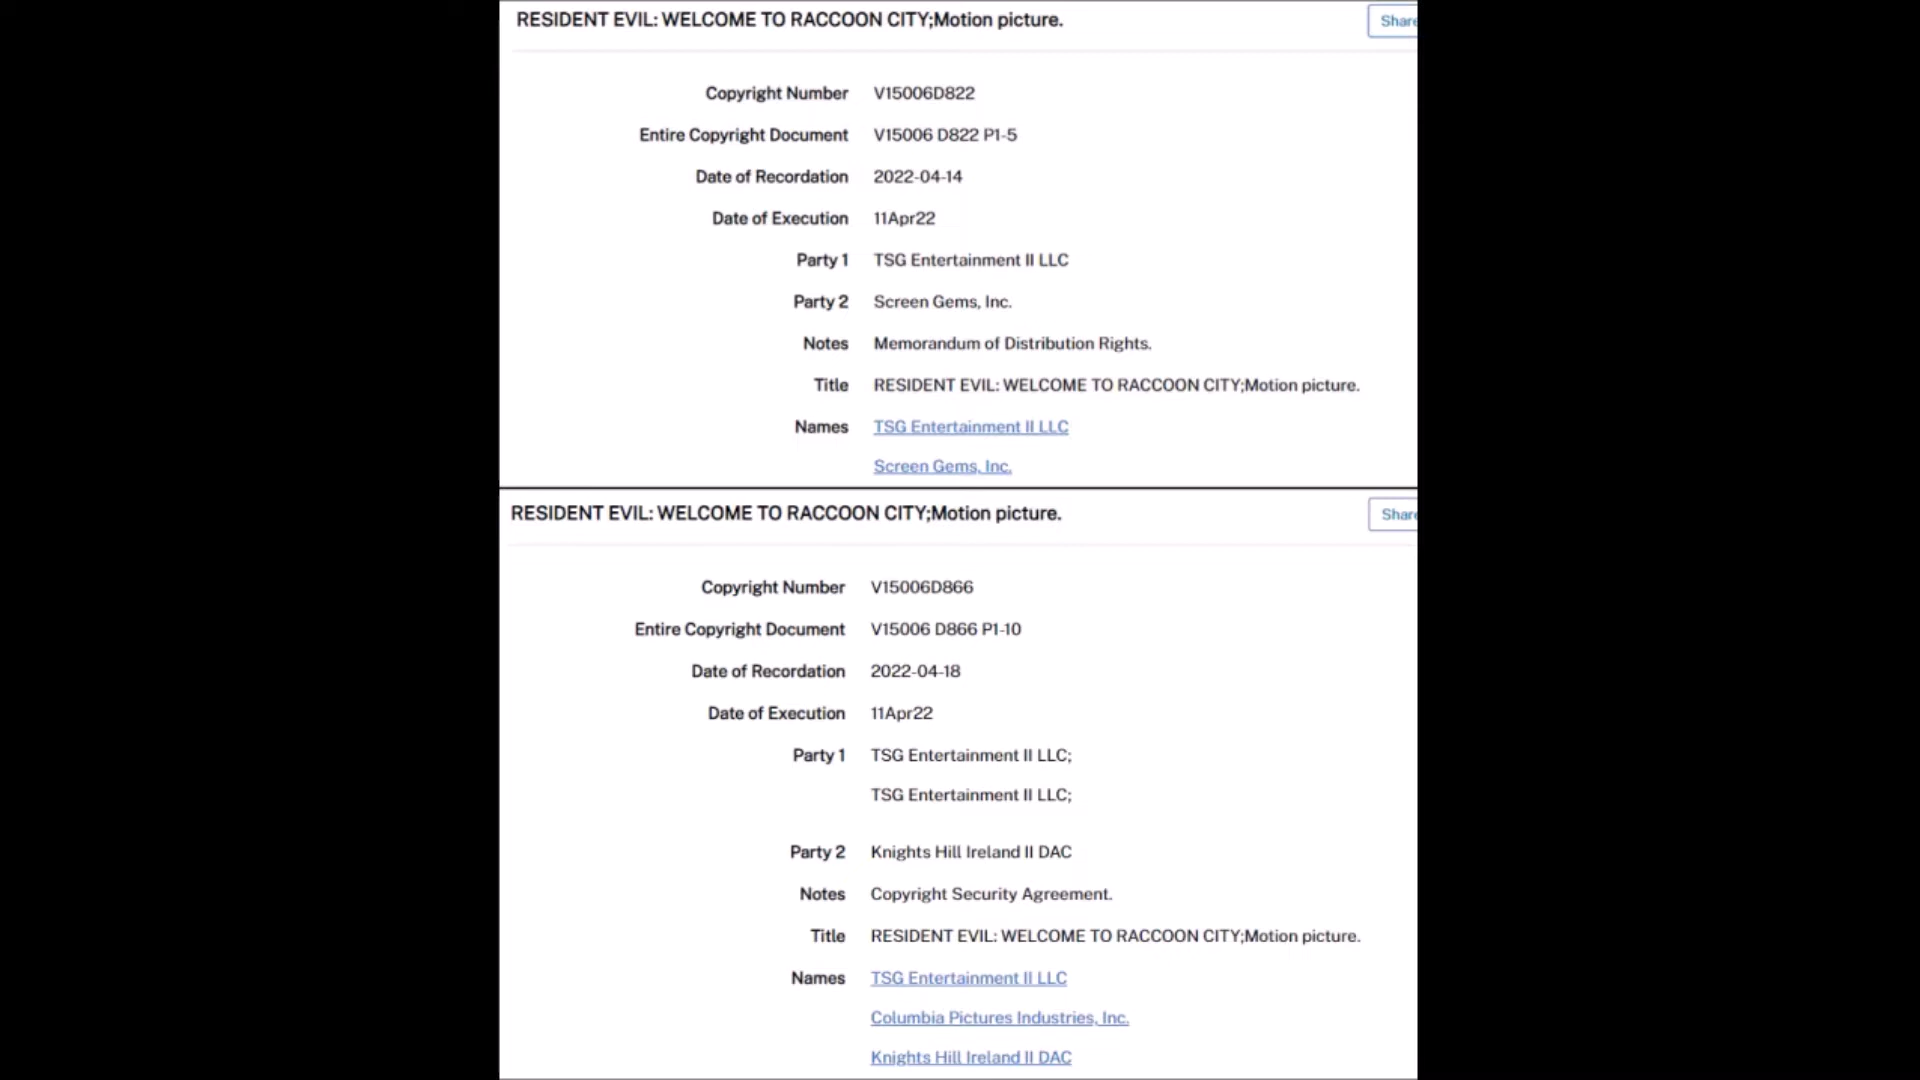 RESIDENT EVIL: WELCOME TO RACCOON CITY;Motion picture.
Share
Copyright Number V15006D822
Entire Copyright Document V15006 D822 P1-5
Date of Recordation 2022-04-14
Date of Execution 11Apr22
Party 1 TSG Entertainment II LLC
Party 2 Screen Gems, Inc.
Notes Memorandum of Distribution Rights.
Title RESIDENT EVIL: WELCOME TO RACCOON CITY;Motion picture.
Names TSG Entertainment II LLC
Screen Gems, Inc.
RESIDENT EVIL: WELCOME TO RACCOON CITY;Motion picture.
Share
Copyright Number V15006D866
Entire Copyright Document V15006 D866 P1-10
Date of Recordation 2022-04-18
Date of Execution 11Apr22
Party 1 TSG Entertainment II LLC;
TSG Entertainment II LLC;
Party 2 Knights Hill Ireland II DAC
Notes Copyright Security Agreement.
Title RESIDENT EVIL: WELCOME TO RACCOON CITY;Motion picture.
Names TSG Entertainment II LLC
Columbia Pictures Industries, Inc.
Knights Hill Ireland II DAC